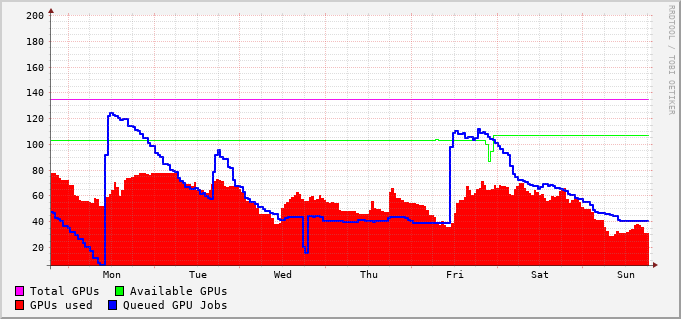 200
180
160
140
120
100
80
60
40
20
Mon Tue Wed Thu Fri Sat Sun
Total GPUs Available GPUs
GPUs used Queued GPU Jobs
RRDTOOL / TOBI OETIKER